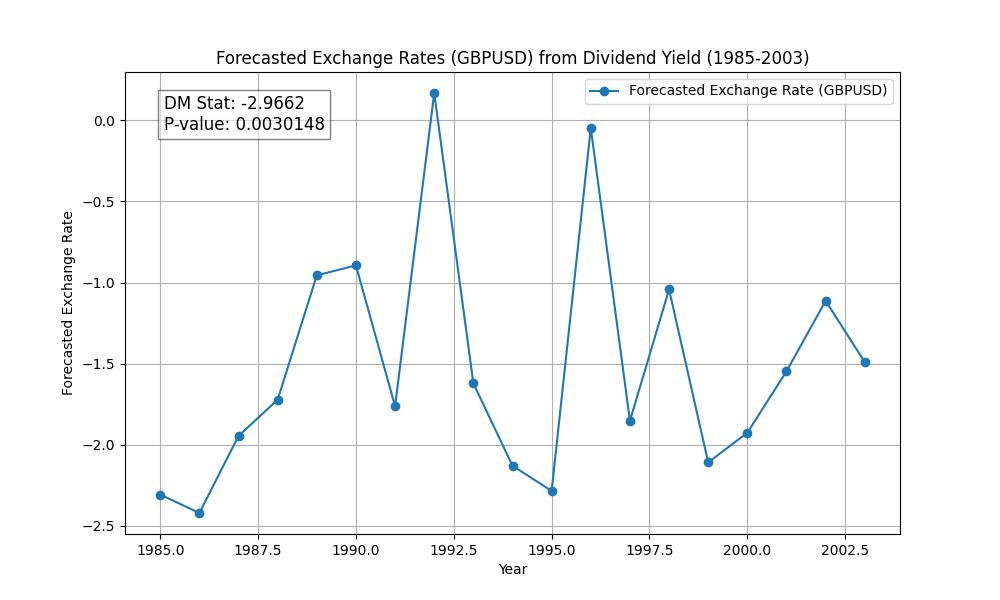 Forecasted Exchange Rates (GBPUSD) from Dividend Yield (1985-2003)
DM Stat: -2.9662
P-value: 0.0030148
Forecasted Exchange Rate (GBPUSD)
Forecasted Exchange Rate
0.0
−0.5
−1.0
−1.5
−2.0
−2.5
1985.0 1987.5 1990.0 1992.5 1995.0 1997.5 2000.0 2002.5
Year